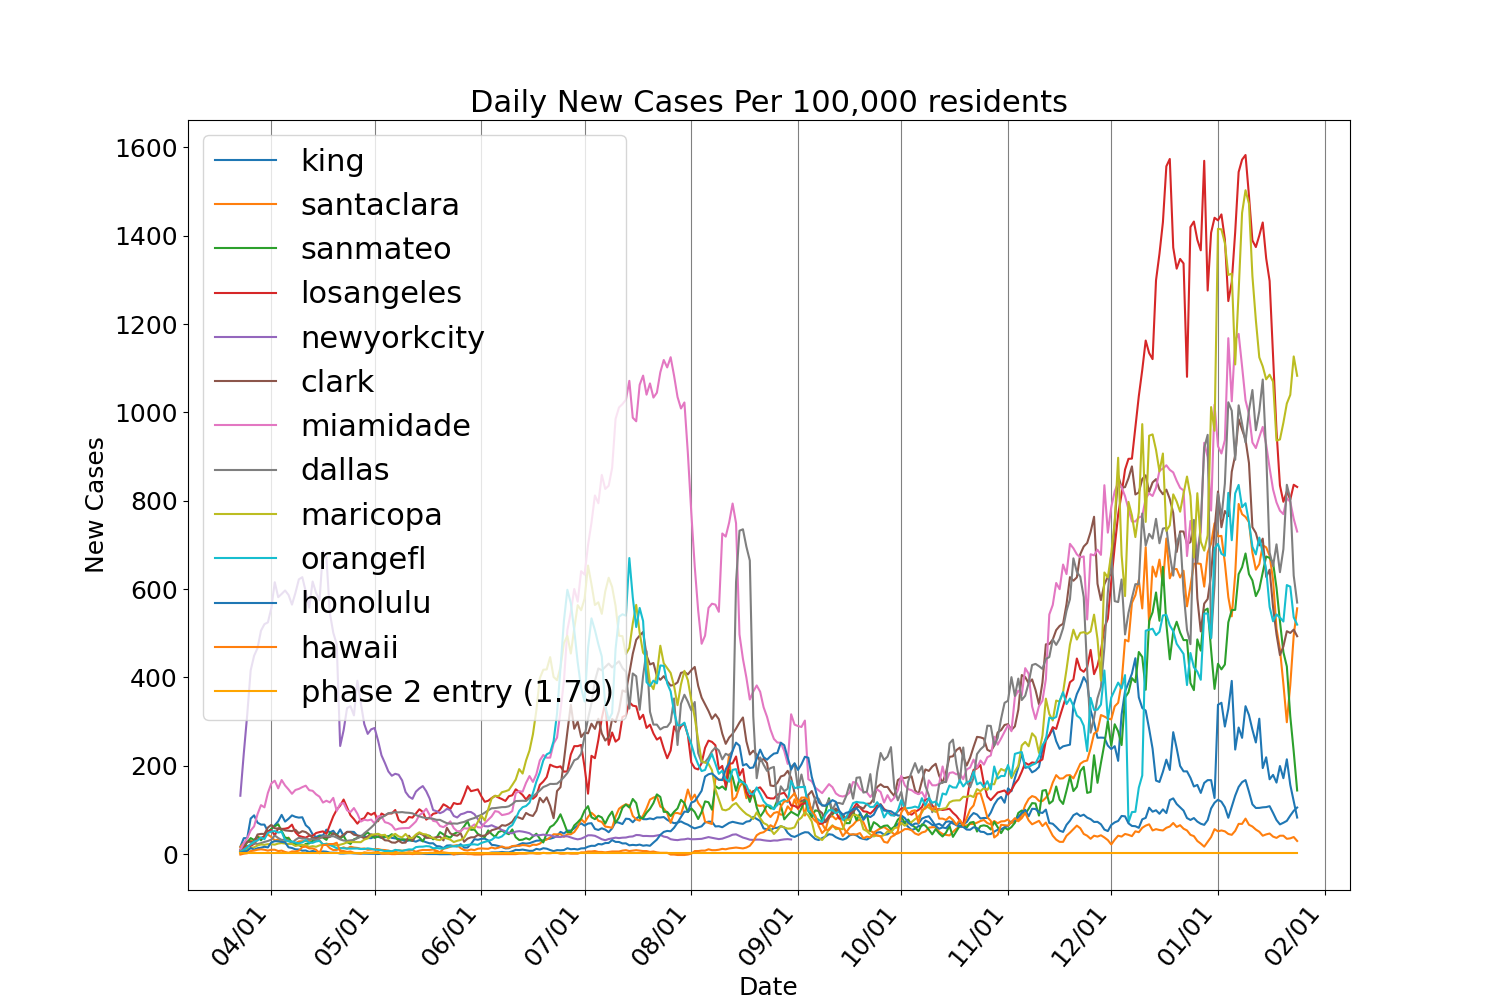 Daily New Cases Per 100,000 residents
1600
1400
1200
1000
800
600
400
200
0
New Cases
king
santaclara
sanmateo
losangeles
newyorkcity
clark
miamidade
dallas
maricopa
orangefl
honolulu
hawaii
phase 2 entry (1.79)
04/01
05/01
06/01
07/01
08/01
09/01
10/01
11/01
12/01
01/01
02/01
Date